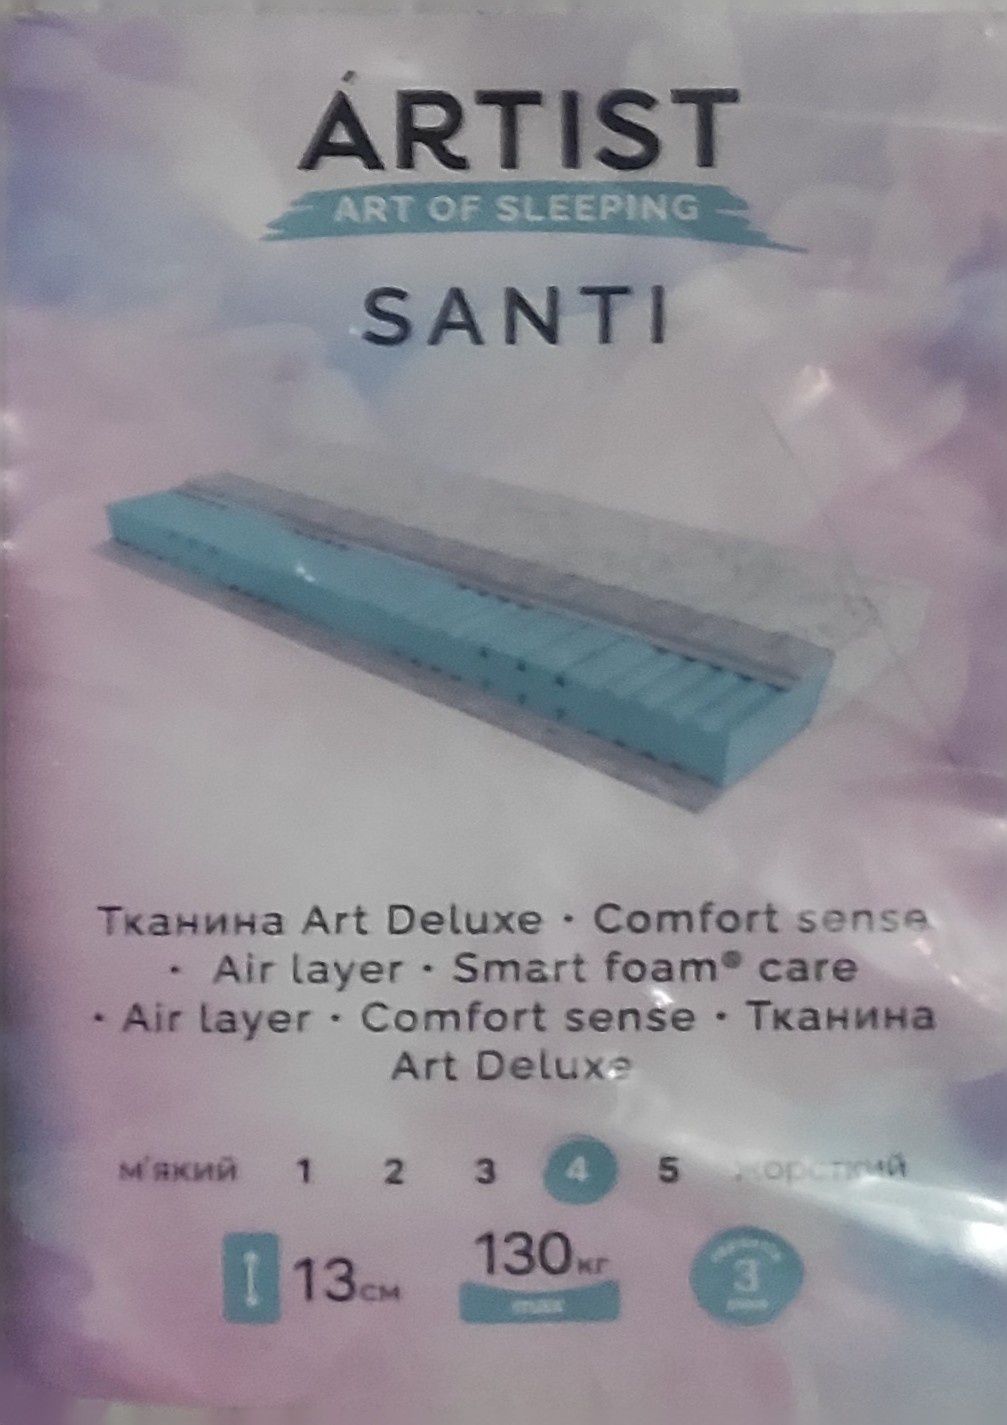 ÁRTIST
ART OF SLEEPING
SANTI
Тканина Art Deluxe • Comfort sense
• Air layer • Smart foam® care
• Air layer • Comfort sense • Тканина
Art Deluxe
м'який 1 2 3 4 5 жорсткий
13см
130кг
max
3